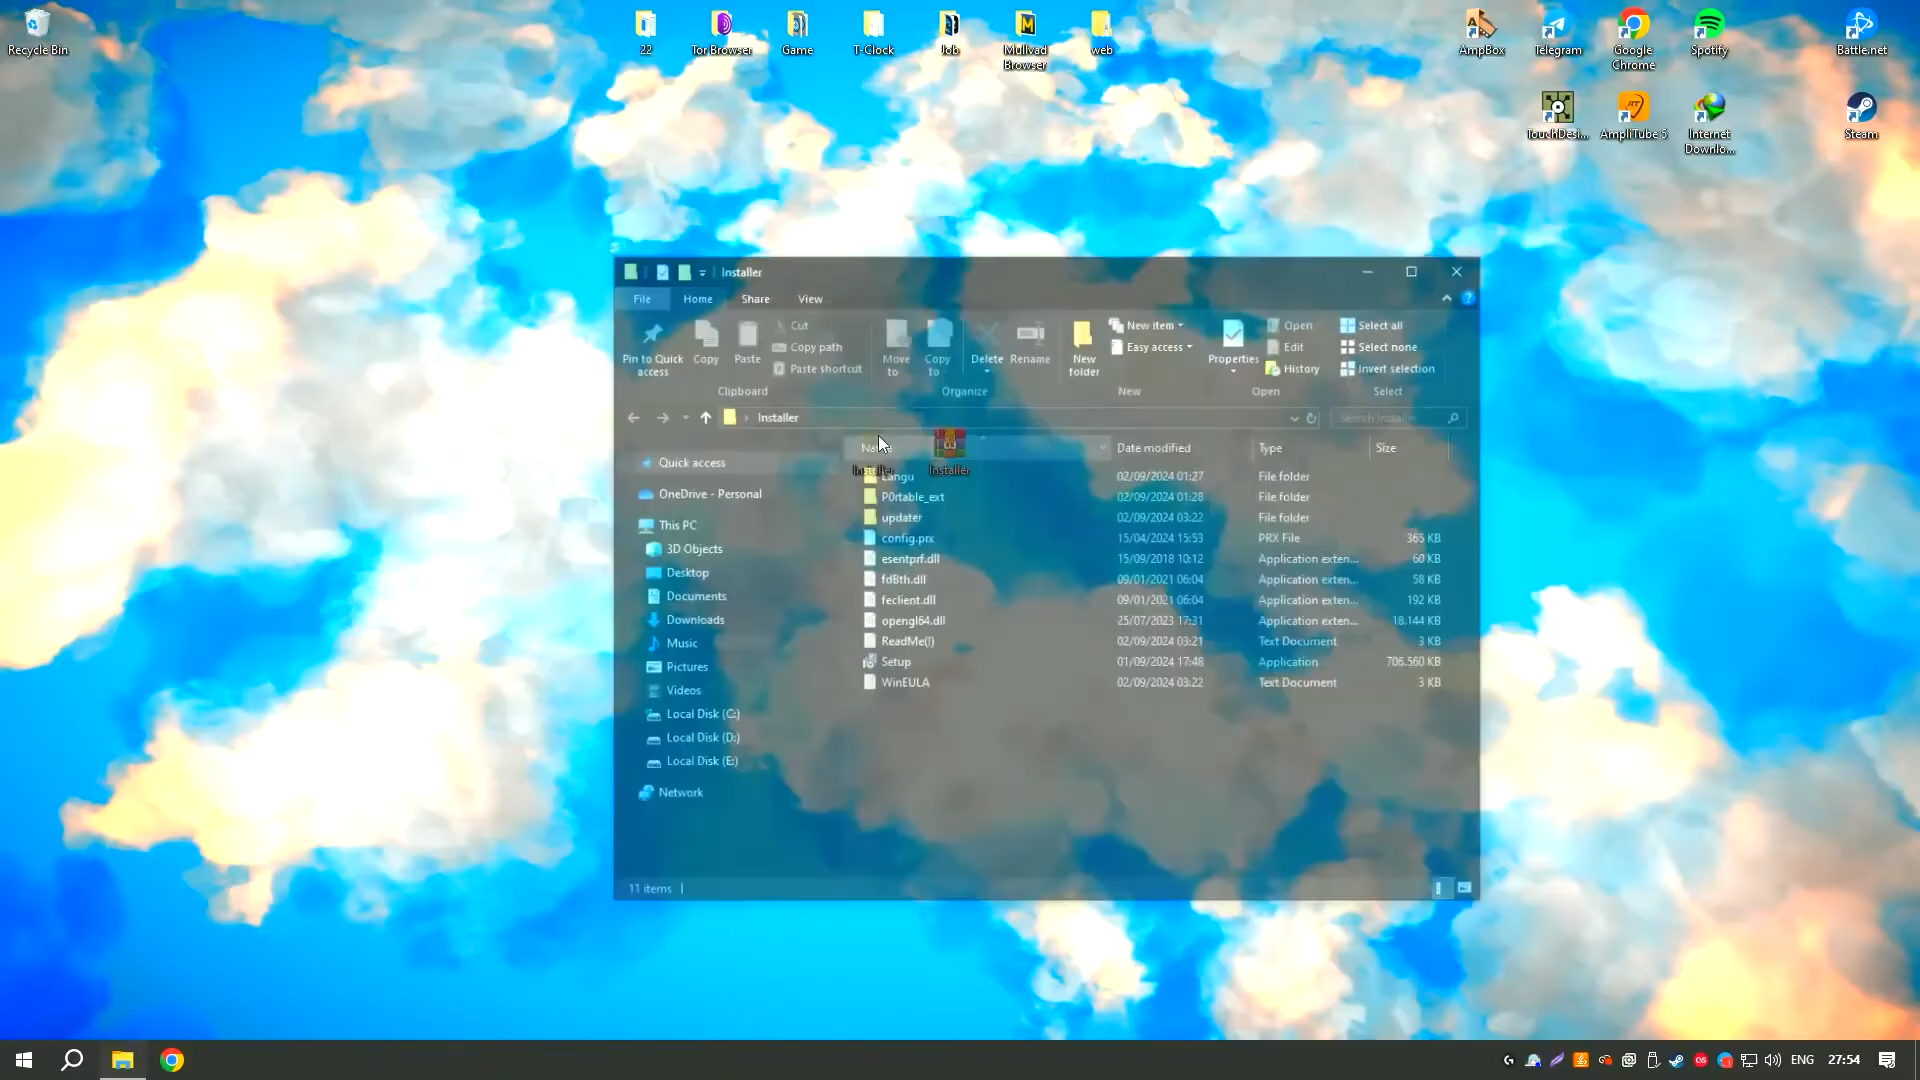 Recycle Bin
22
Tor Browser
Game
T-Clock
Job
Mullvad
Browser
web
AmpBox
Telegram
Google
Chrome
Spotify
Battle.net
TouchDesi...
AmpliTube 5
Internet
Downlo...
Steam
Installer
File
Home
Share
View
Pin to Quick
access
Copy
Paste
Cut
Copy path
Paste shortcut
Move
to
Copy
to
Delete
Rename
New
folder
New item
Easy access
Properties
Open
Edit
History
Select all
Select none
Invert selection
Clipboard
Organize
New
Open
Select
Installer
Search Installer
Date modified
Type
Size
Installer
Installer
Quick access
OneDrive - Personal
This PC
3D Objects
Desktop
Documents
Downloads
Music
Pictures
Videos
Local Disk (C:)
Local Disk (D:)
Local Disk (E:)
Network
Langu 02/09/2024 01:27 File folder
P0rtable_ext 02/09/2024 01:28 File folder
updater 02/09/2024 03:22 File folder
config.prx 15/04/2024 15:53 PRX File 365 KB
esentprf.dll 15/09/2018 10:12 Application exten... 60 KB
fdBth.dll 09/01/2021 06:04 Application exten... 58 KB
feclient.dll 09/01/2021 06:04 Application exten... 192 KB
opengl64.dll 25/07/2023 17:31 Application exten... 18.144 KB
ReadMe(!) 02/09/2024 03:21 Text Document 3 KB
Setup 01/09/2024 17:48 Application 706.560 KB
WinEULA 02/09/2024 03:22 Text Document 3 KB
11 items
ENG
27:54